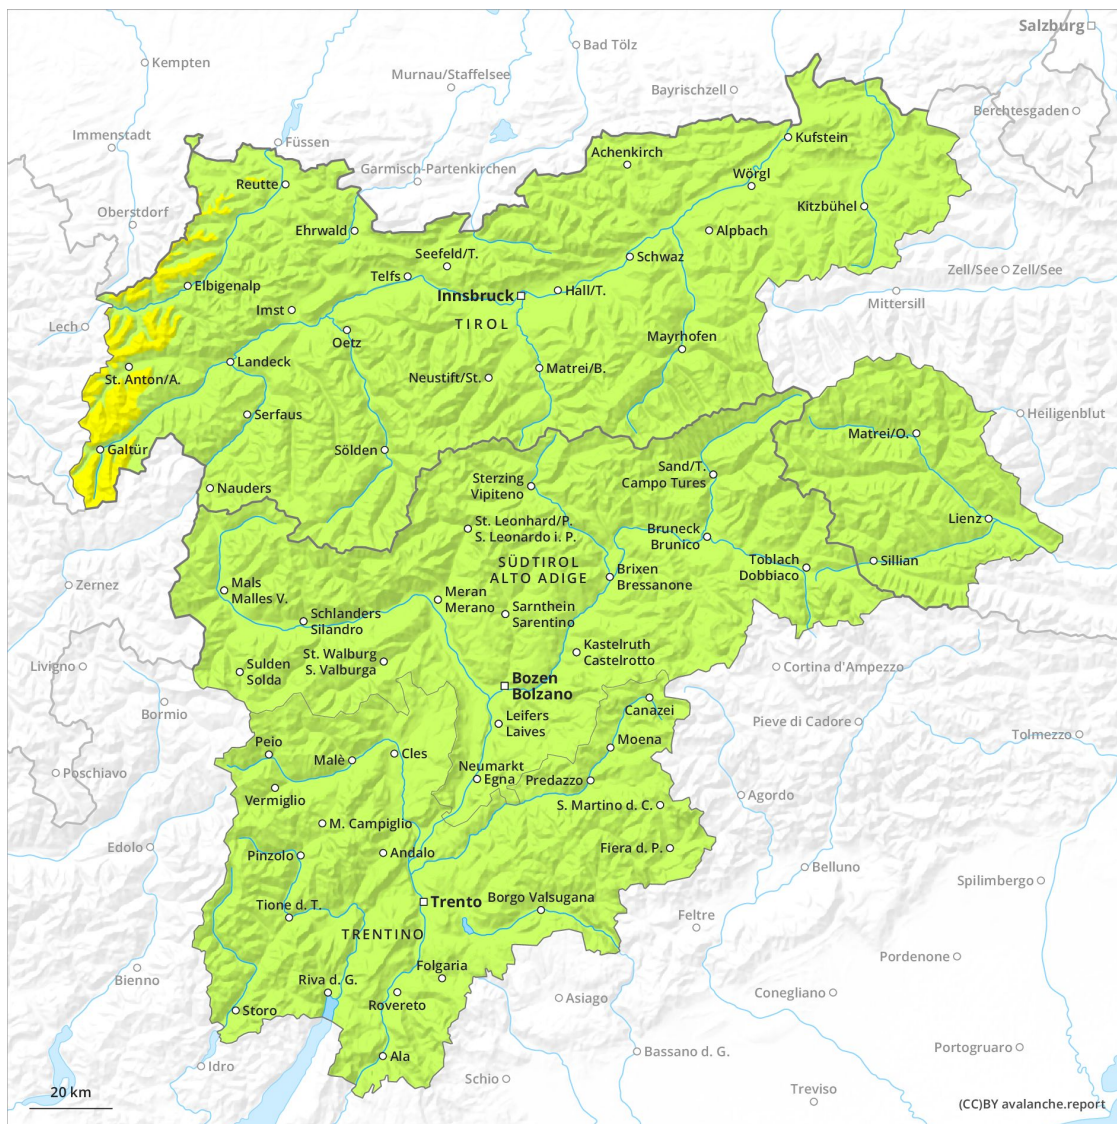 Salzburg
Bad Tölz
Kempten
Murnau/Staffelsee
Bayrischzell
Berchtesgaden
Immenstadt
Füssen
Kufstein
Achenkirch
Garmisch-Partenkirchen
Wörgl
Reutte
Kitzbühel
Oberstdorf
Ehrwald
Alpbach
Seefeld/T.
Schwaz
Telfs
Zell/See
Zell/See
Elbigenalp
Hall/T.
Innsbruck
Mittersill
Imst
TIROL
Lech
Oetz
Mayrhofen
Landeck
Matrei/B.
St. Anton/A.
Neustift/St.
Serfaus
Heiligenblut
Matrei/O.
Galtür
Sölden
Sand/T.
Campo Tures
Sterzing
Vipiteno
Nauders
Lienz
St. Leonhard/P.
S. Leonardo i. P.
Bruneck
Brunico
SÜDTIROL
ALTO ADIGE
Toblach
Dobbiaco
Sillian
Brixen
Bressanone
Zernez
Mals
Malles V.
Meran
Merano
Sarnthein
Sarentino
Schlanders
Silandro
Kastelruth
Castelrotto
St. Walburg
S. Valburga
Livigno
Sulden
Solda
Cortina d'Ampezzo
Bozen
Bolzano
Canazei
Bormio
Leifers
Laives
Pieve di Cadore
Tolmezzo
Moena
Peio
Cles
Malè
Neumarkt
Egna
Predazzo
Poschiavo
Vermiglio
Agordo
S. Martino d. C.
M. Campiglio
Edolo
Pinzolo
Andalo
Fiera d. P.
Belluno
Spilimbergo
Trento
Borgo Valsugana
Tione d. T.
Feltre
TRENTINO
Pordenone
Folgaria
Bienno
Riva d. G.
Rovereto
Asiago
Conegliano
Storo
Portogruaro
Bassano d. G.
Ala
Idro
Schio
Treviso
20 km
(CC)BY avalanche.report